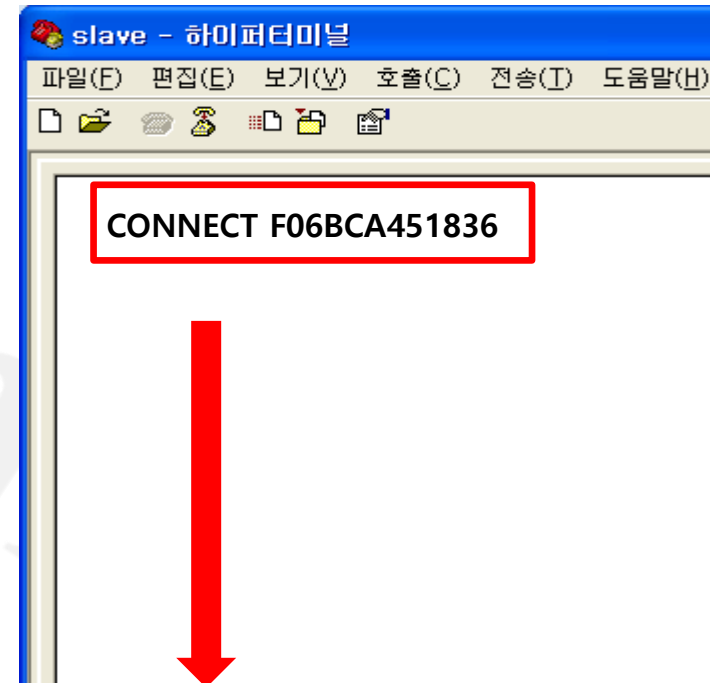 slave - 하이퍼터미널
파일(F) 편집(E) 보기(V) 호출(C) 전송(T) 도움말(H)
CONNECT F06BCA451836